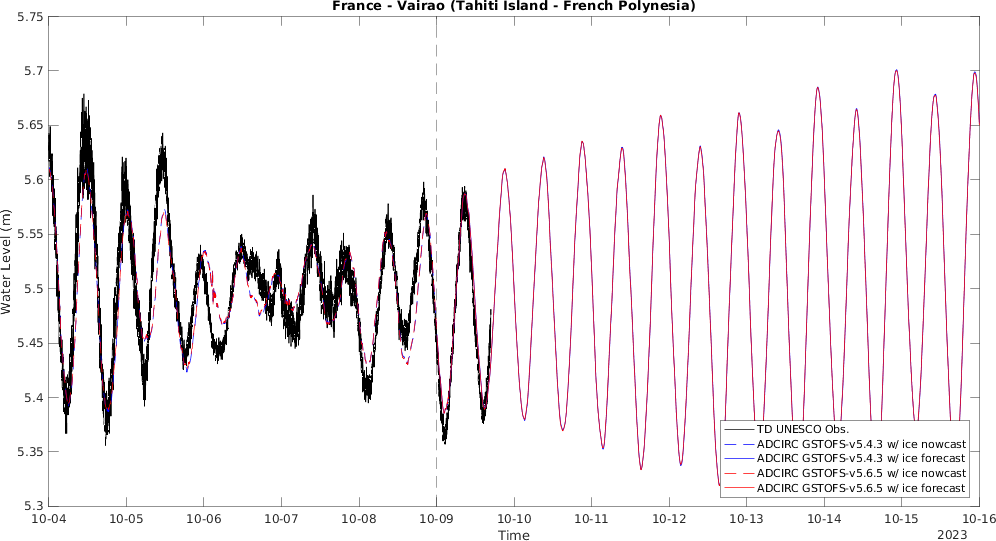 France - Vairao (Tahiti Island - French Polynesia)
5.75
5.7
5.65
5.6
5.55
5.5
5.45
5.4
5.35
5.3
Water Level (m)
TD UNESCO Obs.
ADCIRC GSTOFS-v5.4.3 w/ ice nowcast
ADCIRC GSTOFS-v5.4.3 w/ ice forecast
ADCIRC GSTOFS-v5.6.5 w/ ice nowcast
ADCIRC GSTOFS-v5.6.5 w/ ice forecast
10-04 10-05 10-06 10-07 10-08 10-09 10-10 10-11 10-12 10-13 10-14 10-15 10-16
Time
2023